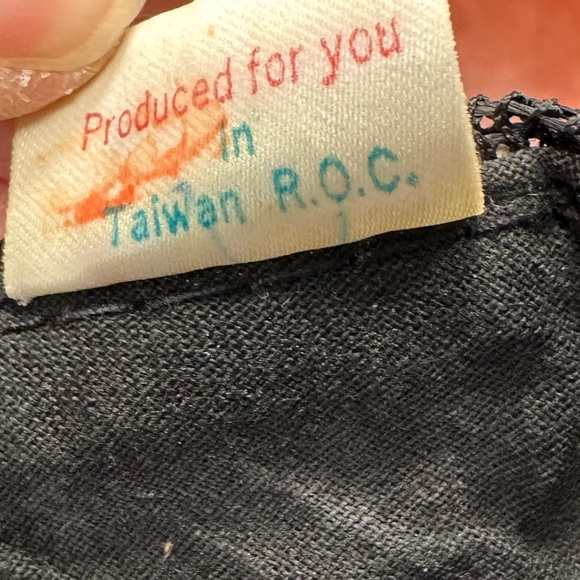 Produced for you
in
Taiwan R.O.C.